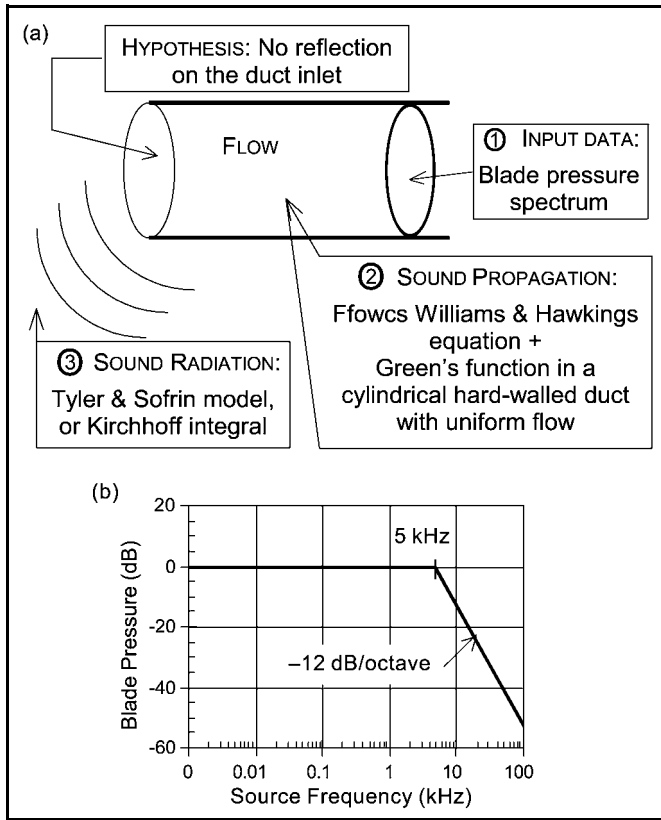 (a)
HYPOTHESIS: No reflection
on the duct inlet
FLOW
① INPUT DATA:
Blade pressure
spectrum
② SOUND PROPAGATION:
Ffowcs Williams & Hawkings
equation +
Green's function in a
cylindrical hard-walled duct
with uniform flow
③ SOUND RADIATION:
Tyler & Sofrin model,
or Kirchhoff integral
(b)
20
0
-20
-40
-60
Blade Pressure (dB)
5 kHz
–12 dB/octave
0 0.01 0.1 1 10 100
Source Frequency (kHz)